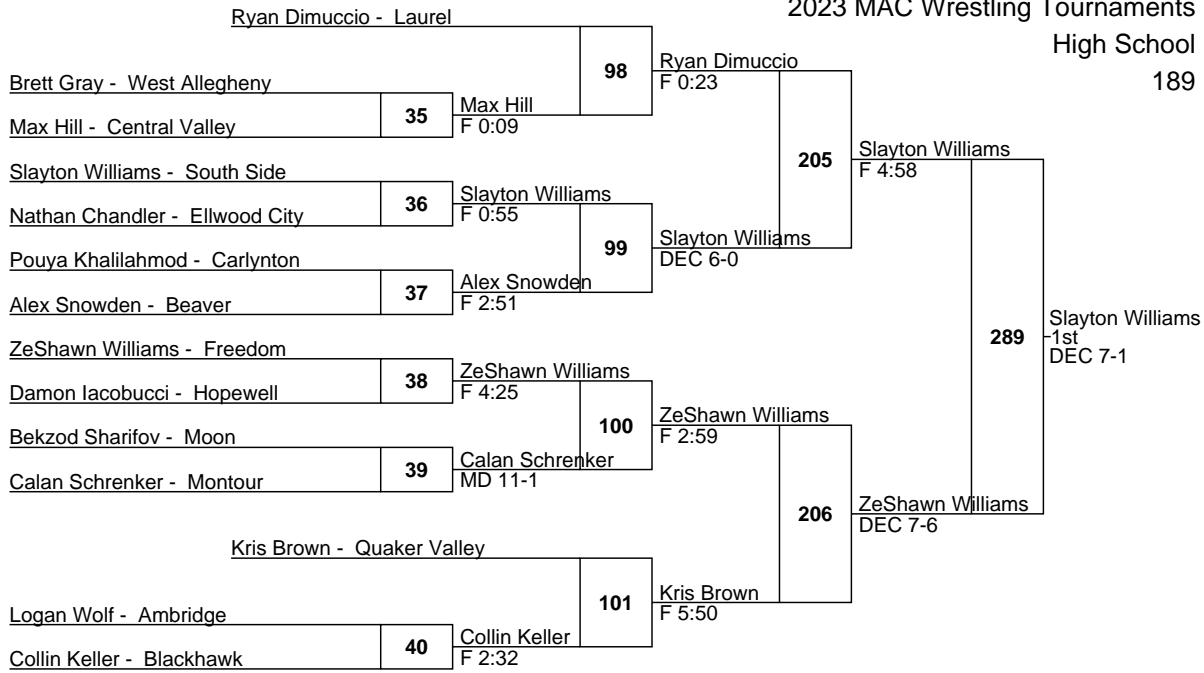 2023 MAC Wrestling Tournaments
High School
189
Ryan Dimuccio - Laurel
98
Ryan Dimuccio
F 0:23
Brett Gray - West Allegheny
35
Max Hill
F 0:09
Max Hill - Central Valley
205
Slayton Williams
F 4:58
Slayton Williams - South Side
36
Slayton Williams
F 0:55
Nathan Chandler - Ellwood City
99
Slayton Williams
DEC 6-0
Pouya Khalilahmod - Carlynton
37
Alex Snowden
F 2:51
Alex Snowden - Beaver
289
Slayton Williams
1st
DEC 7-1
ZeShawn Williams - Freedom
38
ZeShawn Williams
F 4:25
Damon Iacobucci - Hopewell
100
ZeShawn Williams
F 2:59
Bekzod Sharifov - Moon
39
Calan Schrenker
MD 11-1
Calan Schrenker - Montour
206
ZeShawn Williams
DEC 7-6
Kris Brown - Quaker Valley
101
Kris Brown
F 5:50
Logan Wolf - Ambridge
40
Collin Keller
F 2:32
Collin Keller - Blackhawk